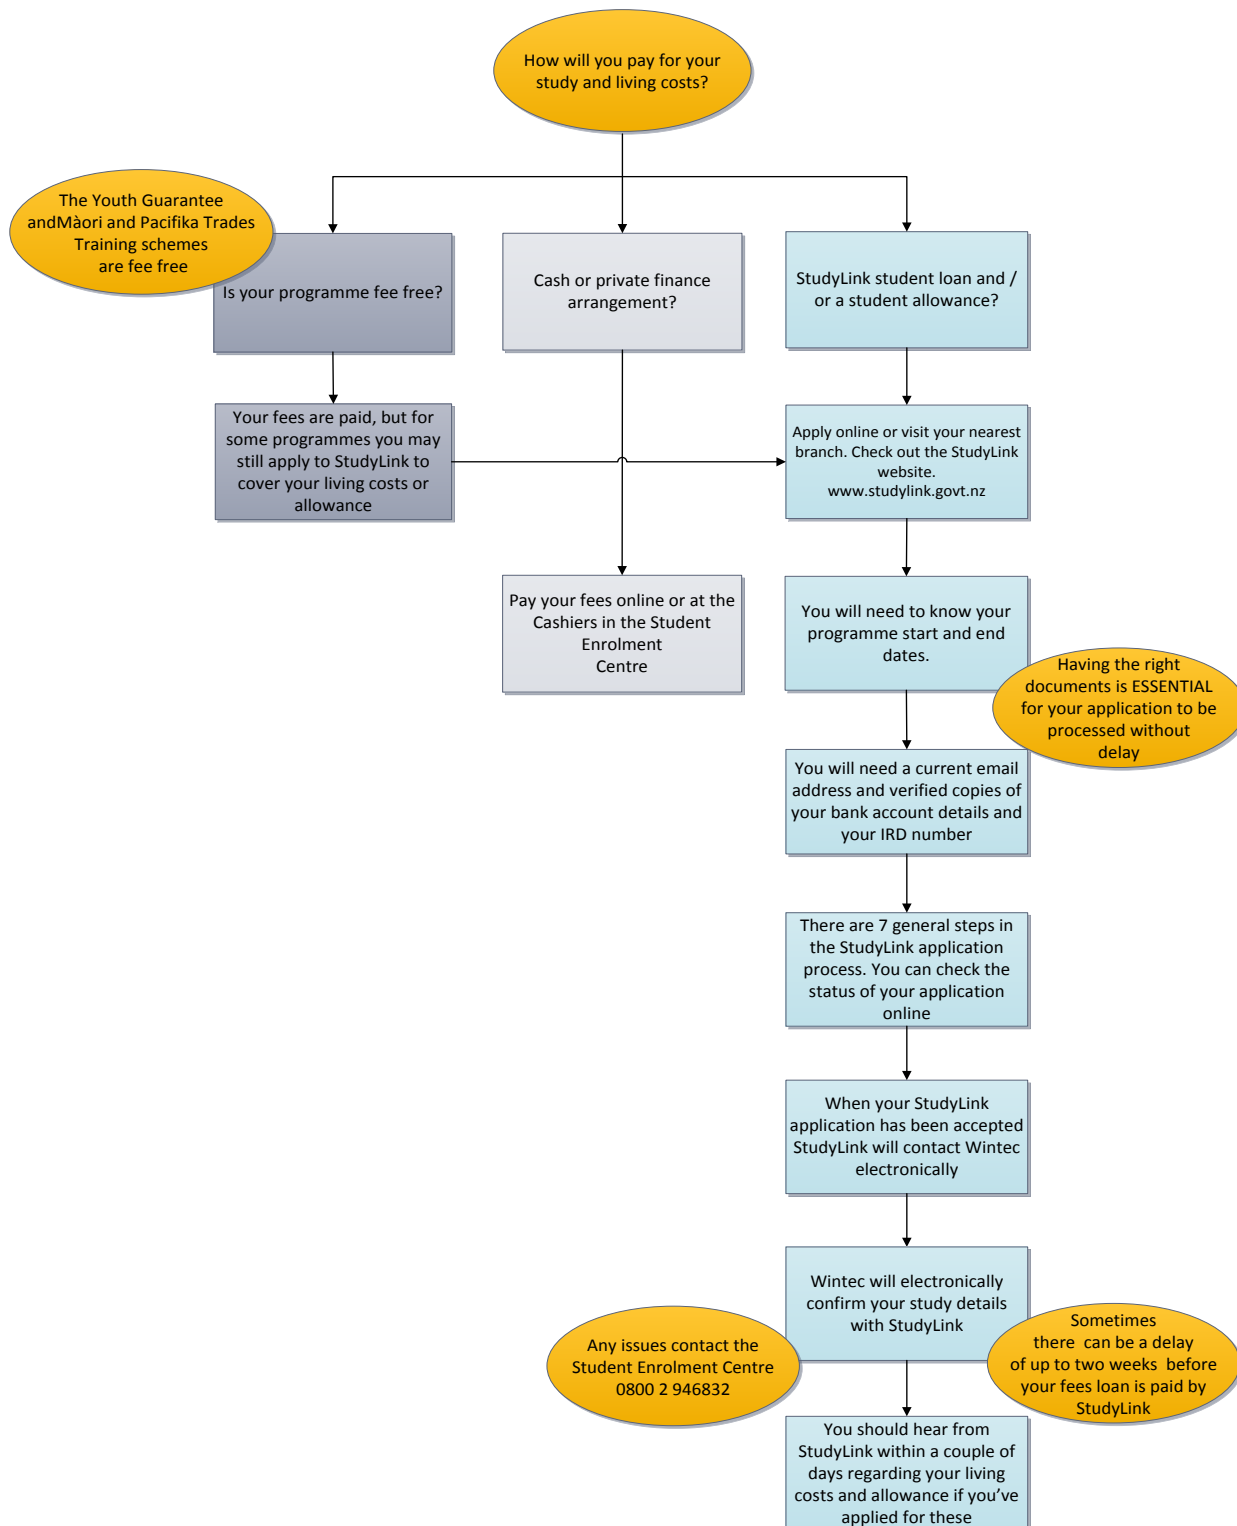 How will you pay for your
study and living costs?
The Youth Guarantee
andMàori and Pacifika Trades
Training schemes
are fee free
Is your programme fee free?
Cash or private finance
arrangement?
StudyLink student loan and /
or a student allowance?
Your fees are paid, but for
some programmes you may
still apply to StudyLink to
cover your living costs or
allowance
Apply online or visit your nearest
branch. Check out the StudyLink
website.
www.studylink.govt.nz
Pay your fees online or at the
Cashiers in the Student
Enrolment
Centre
You will need to know your
programme start and end
dates.
Having the right
documents is ESSENTIAL
for your application to be
processed without
delay
You will need a current email
address and verified copies of
your bank account details and
your IRD number
There are 7 general steps in
the StudyLink application
process. You can check the
status of your application
online
When your StudyLink
application has been accepted
StudyLink will contact Wintec
electronically
Wintec will electronically
confirm your study details
with StudyLink
Any issues contact the
Student Enrolment Centre
0800 2 946832
Sometimes
there  can be a delay
of up to two weeks  before
your fees loan is paid by
StudyLink
You should hear from
StudyLink within a couple of
days regarding your living
costs and allowance if you’ve
applied for these